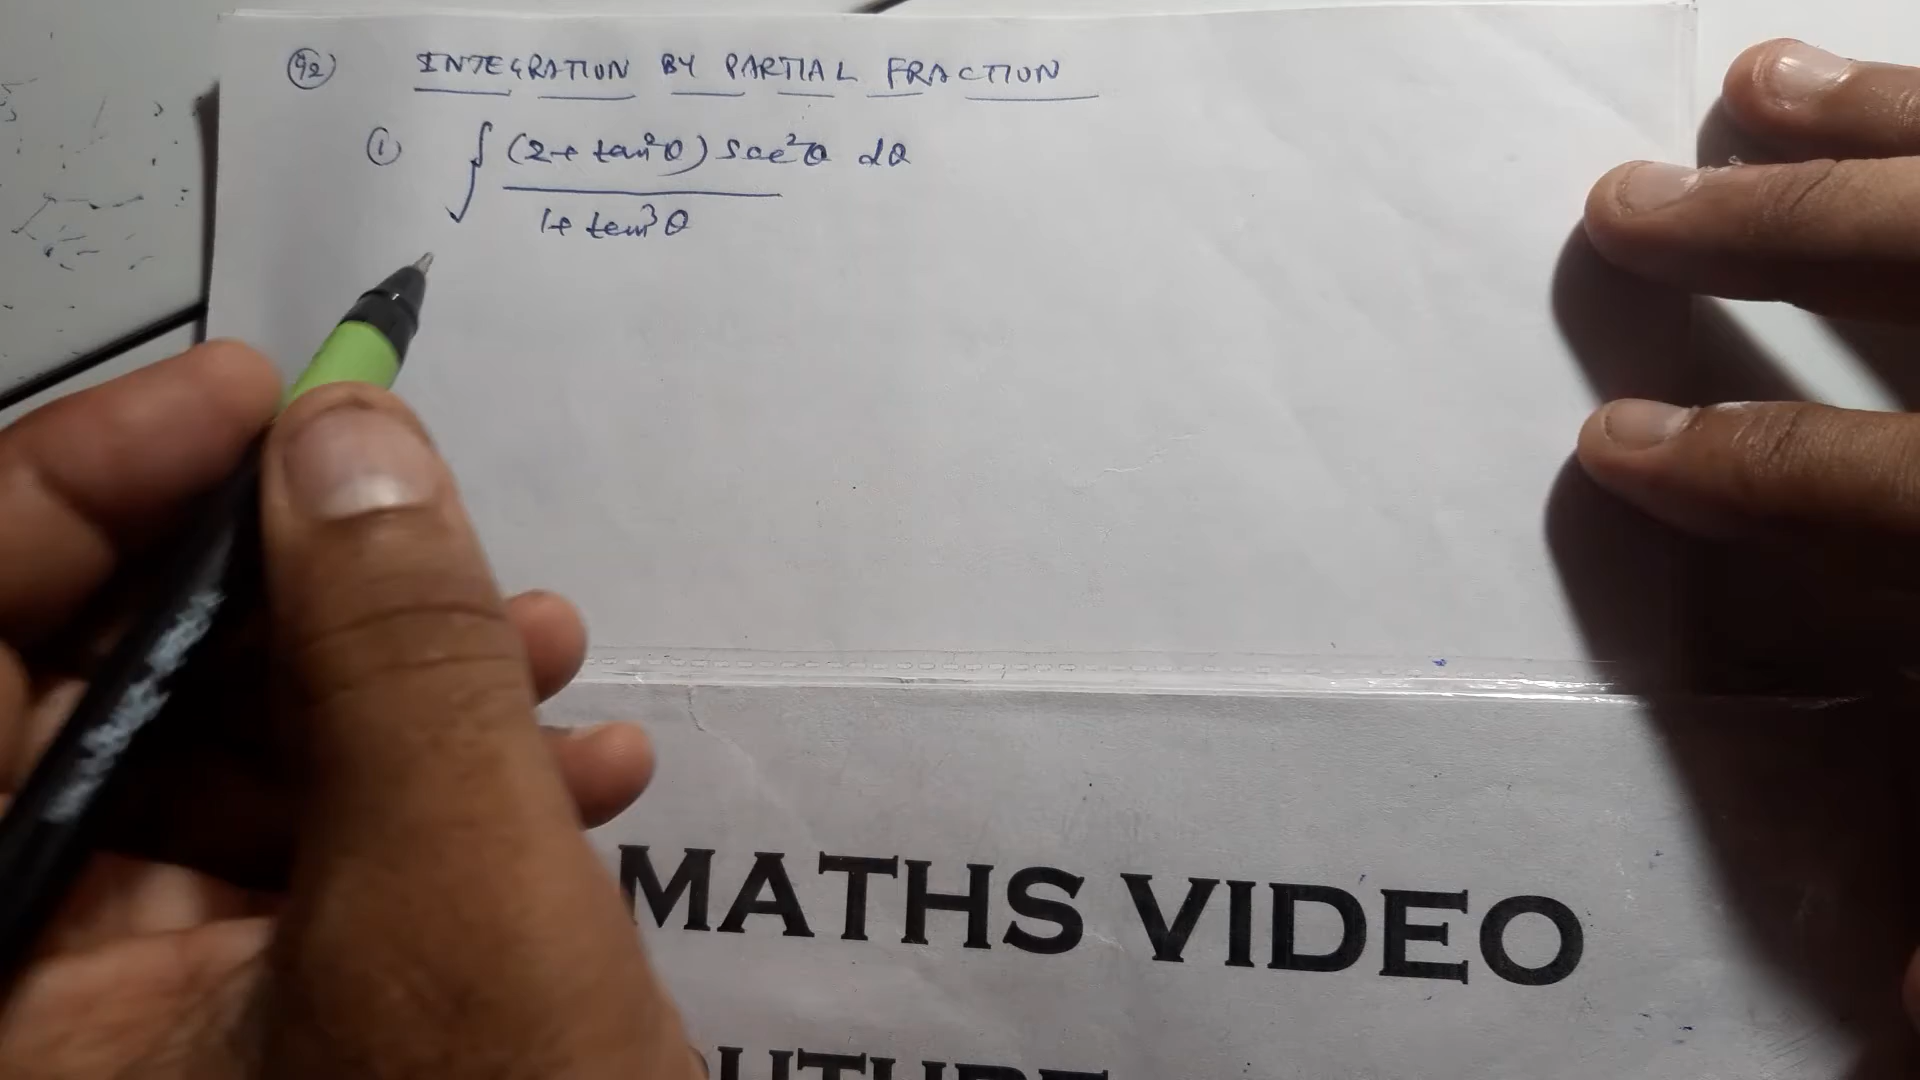 92 INTEGRATION BY PARTIAL FRACTION
1 ∫ (2 + tan²θ) sec²θ dθ
1 + tan³θ
MATHS VIDEO